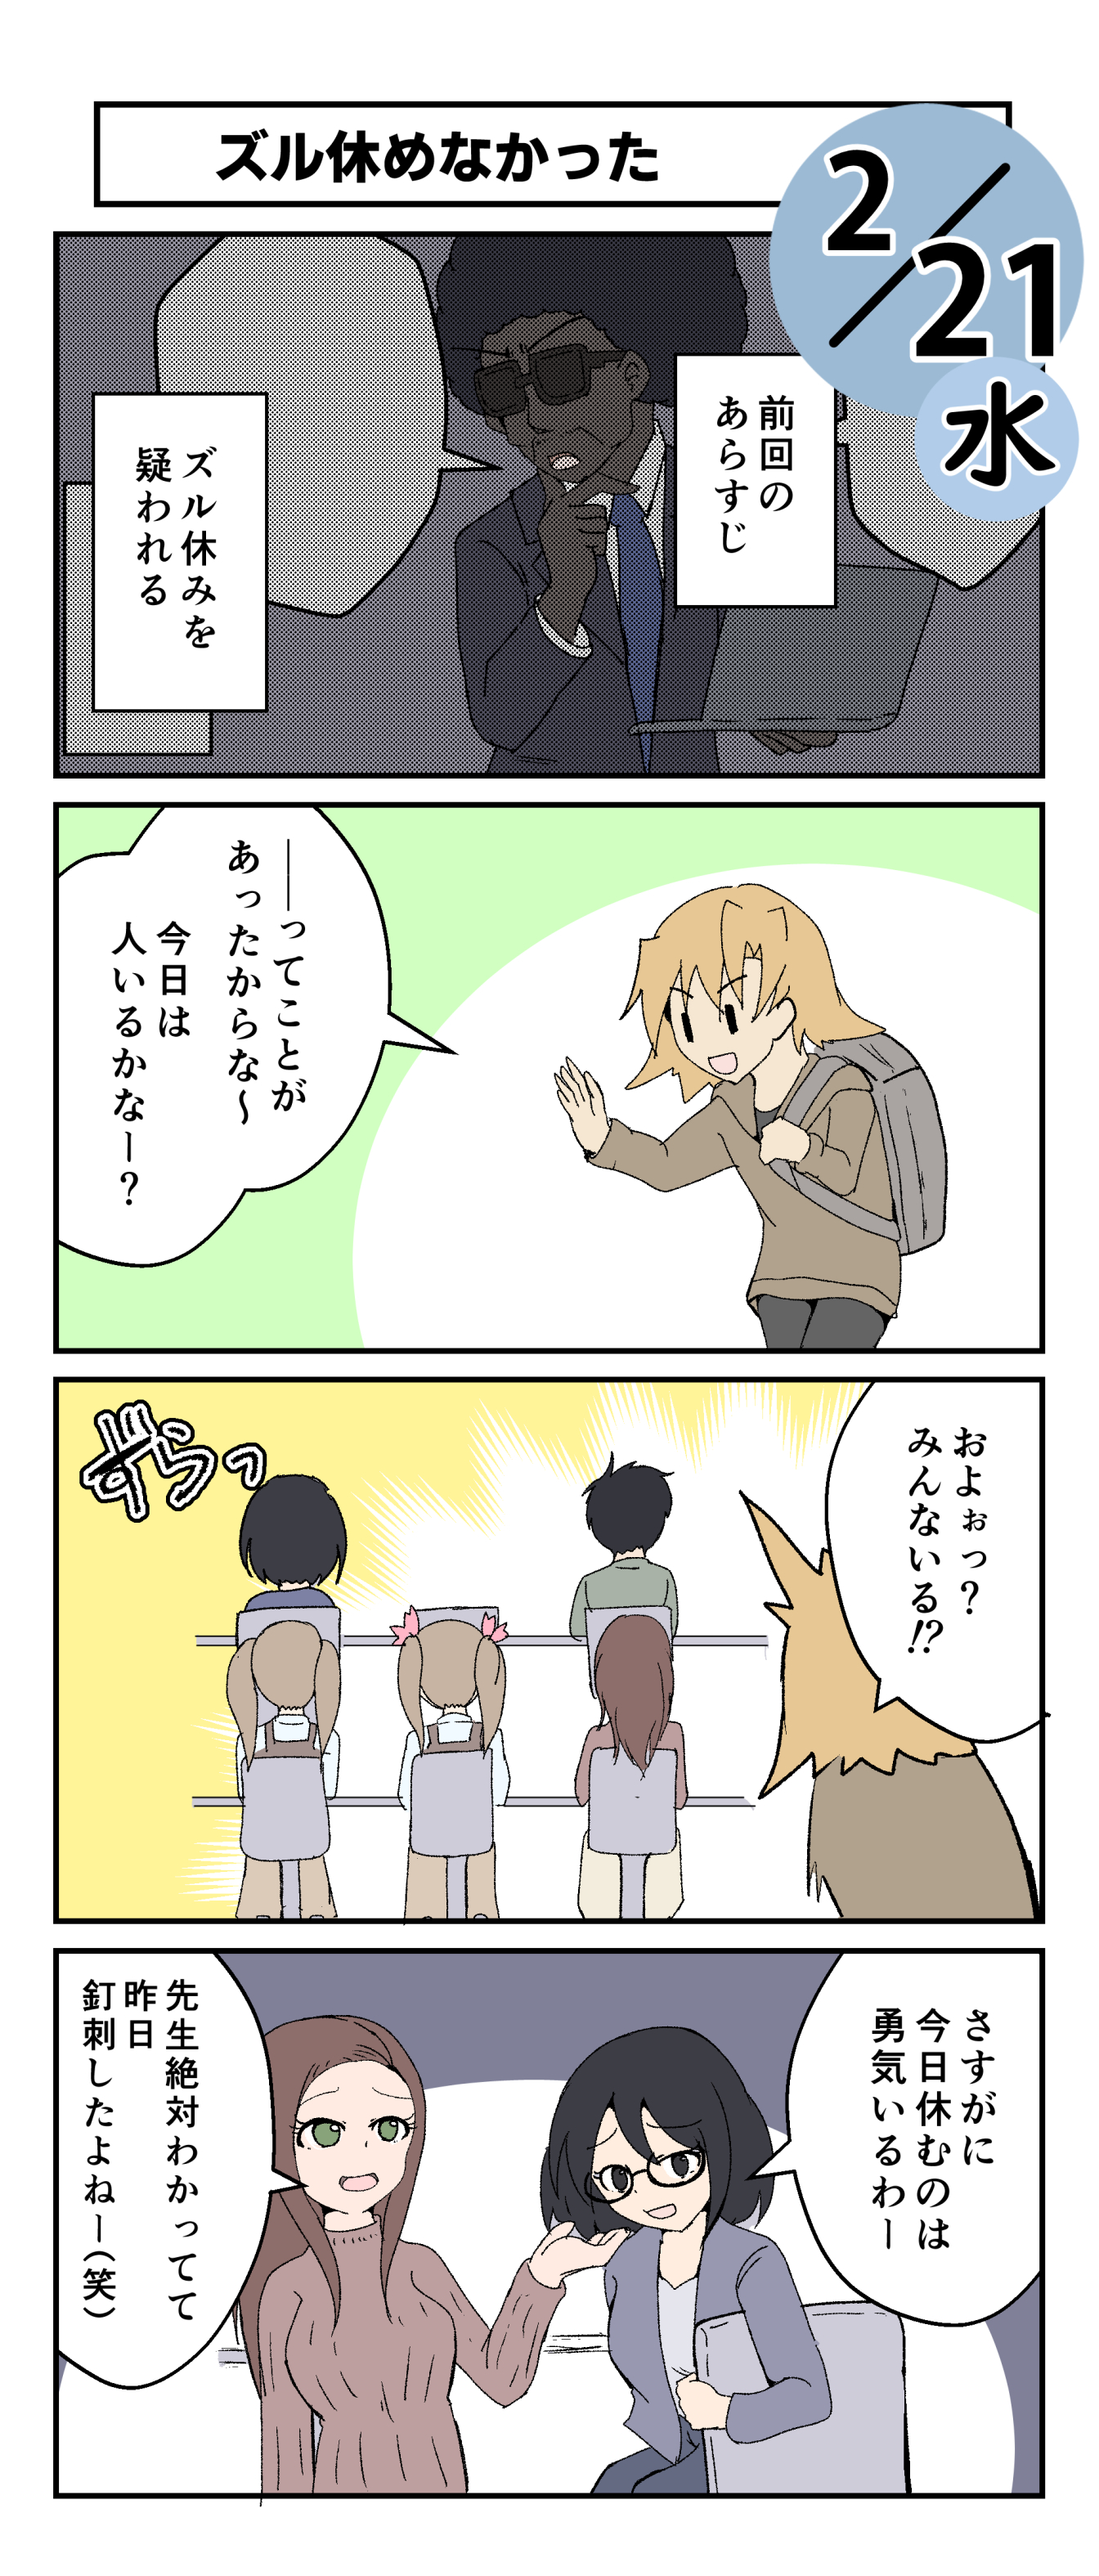 ズル休めなかった
2/21
水
前回の
あらすじ
ズル休みを
疑われる
――ってことが
あったからな～
今日は
人いるかなー？
およぉっ？
みんないる!?
ずらっ
さすがに
今日休むのは
勇気いるわー
先生絶対わかってて
昨日
釘刺したよねー(笑)